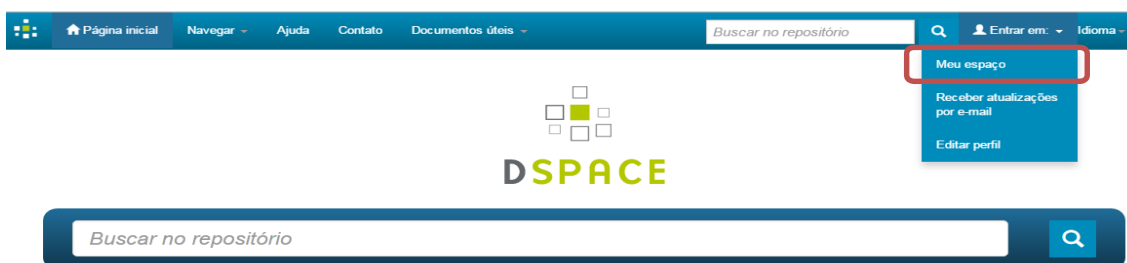 Página inicial Navegar Ajuda Contato Documentos úteis Buscar no repositório Entrar em: Idioma
Meu espaço
Receber atualizações
por e-mail
Editar perfil
DSPACE
Buscar no repositório